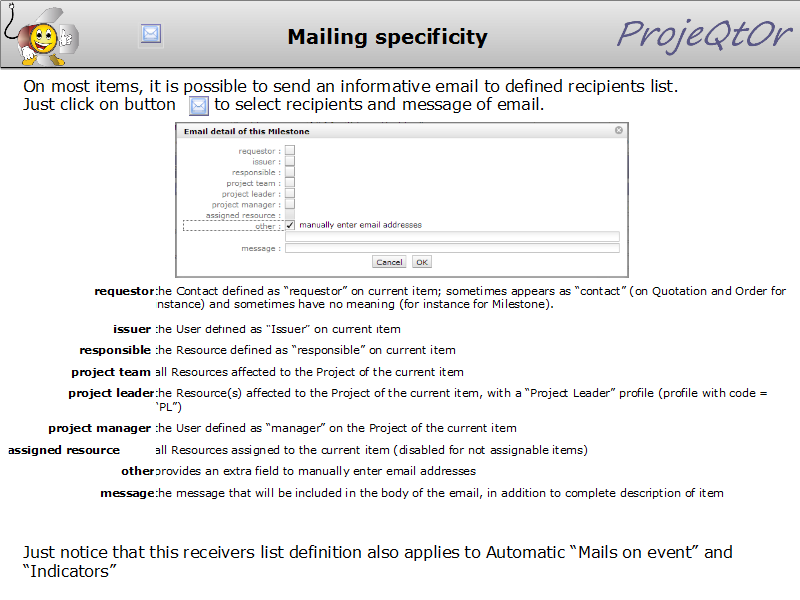 Mailing specificity
ProjeQtOr
On most items, it is possible to send an informative email to defined recipients list.
Just click on button to select recipients and message of email.
Email detail of this Milestone
requestor :
issuer :
responsible :
project team :
project leader :
project manager :
assigned resource :
other : manually enter email addresses
message :
Cancel OK
requestor :he Contact defined as “requestor” on current item; sometimes appears as “contact” (on Quotation and Order for
nstance) and sometimes have no meaning (for instance for Milestone).
issuer :he User defined as “Issuer” on current item
responsible :he Resource defined as “responsible” on current item
project team all Resources affected to the Project of the current item
project leader :he Resource(s) affected to the Project of the current item, with a “Project Leader” profile (profile with code =
“PL”)
project manager :he User defined as “manager” on the Project of the current item
assigned resource all Resources assigned to the current item (disabled for not assignable items)
other provides an extra field to manually enter email addresses
message :he message that will be included in the body of the email, in addition to complete description of item
Just notice that this receivers list definition also applies to Automatic “Mails on event” and
“Indicators”